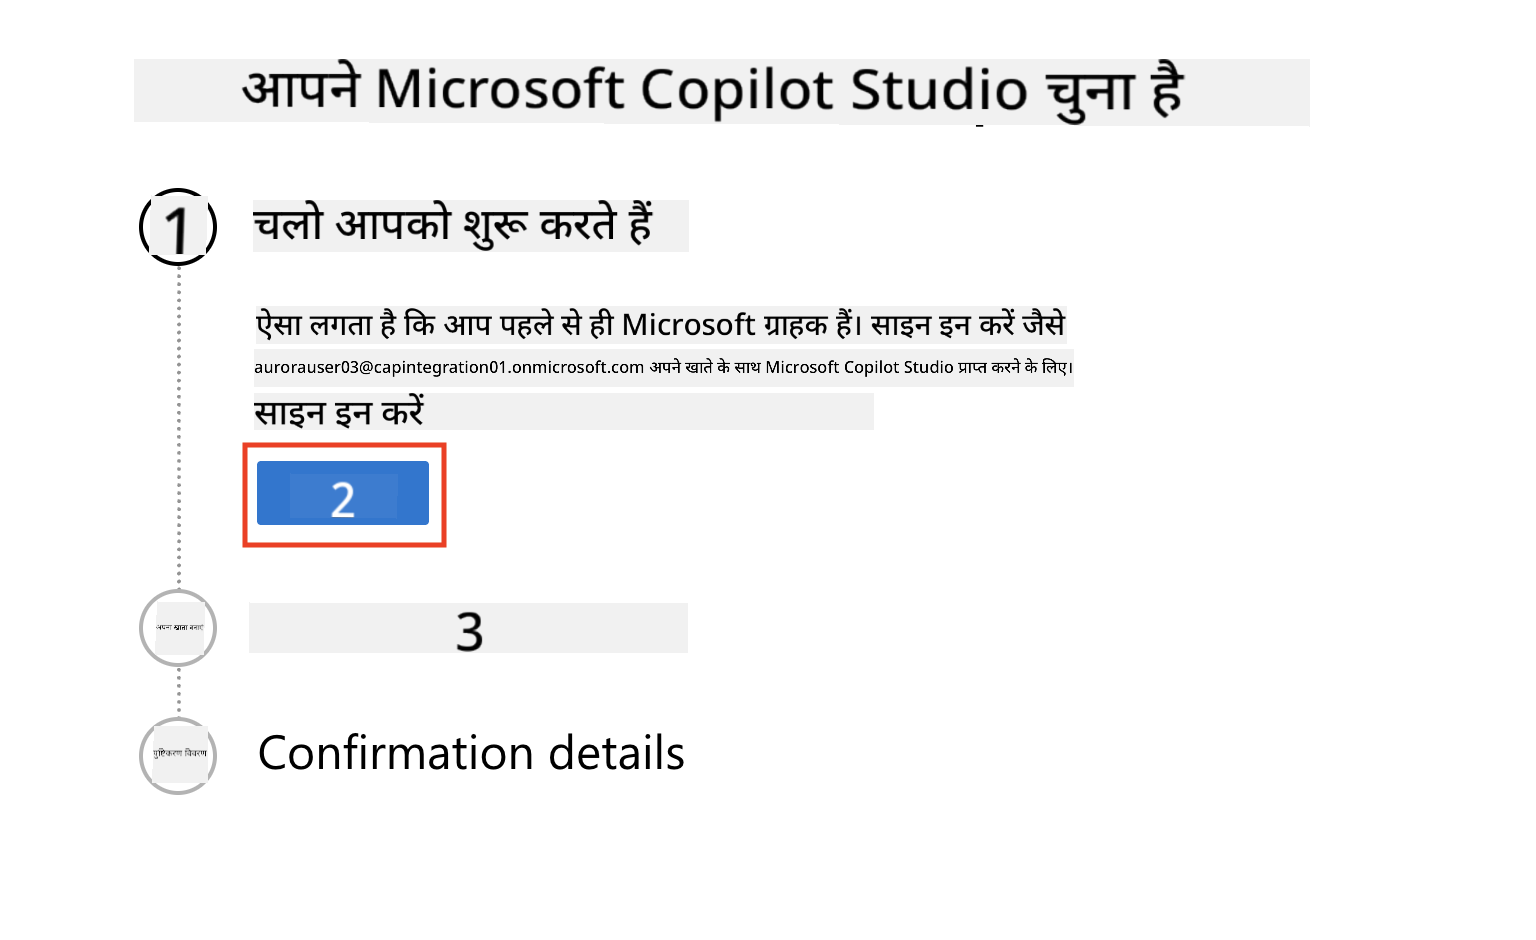 आपने Microsoft Copilot Studio चुना है
1
चलो आपको शुरू करते हैं
ऐसा लगता है कि आप पहले से ही Microsoft ग्राहक हैं। साइन इन करें जैसे
aurorauser03@capintegration01.onmicrosoft.com अपने खाते के साथ Microsoft Copilot Studio प्राप्त करने के लिए।
साइन इन करें
2
अपना खाता बनाएं
3
पुष्टिकरण विवरण
Confirmation details